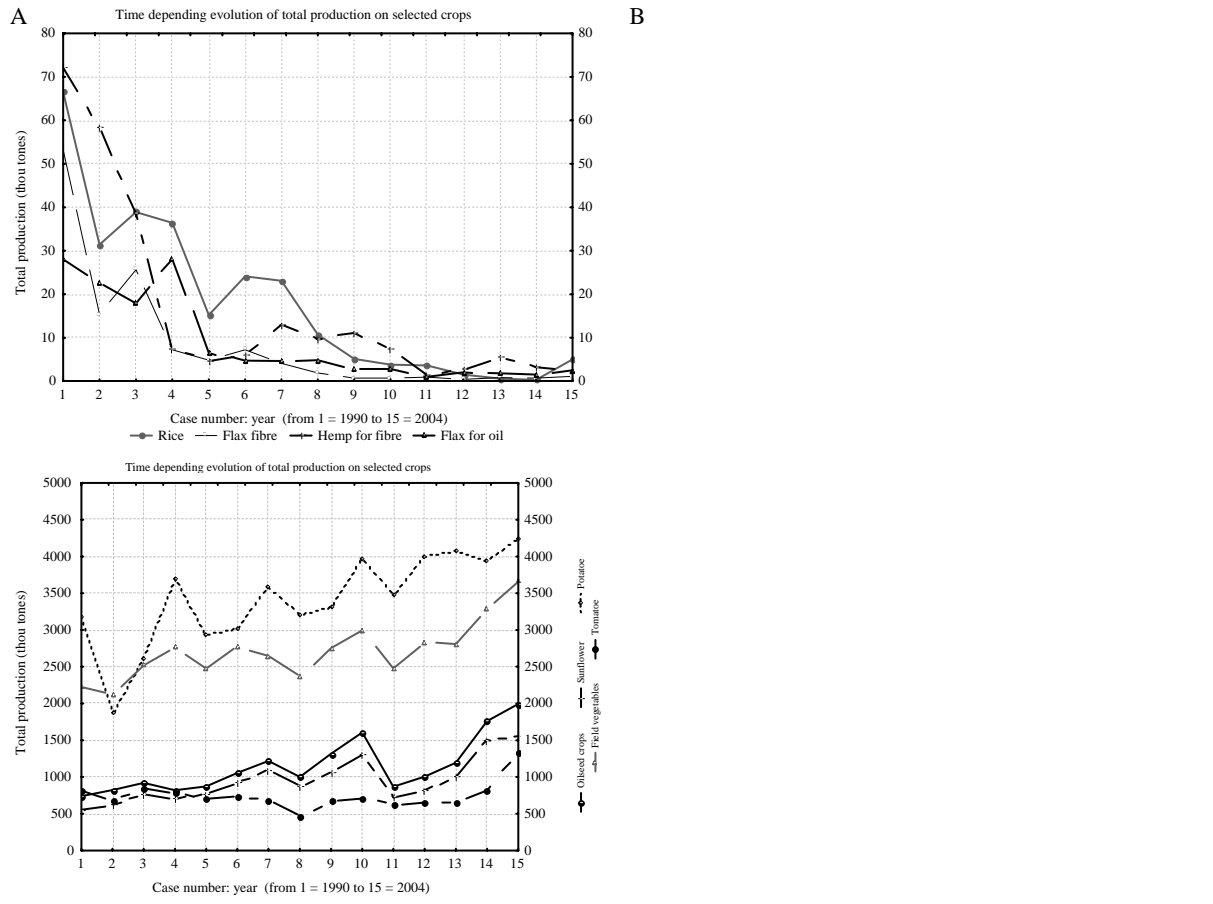 A
B
Time depending evolution of total production on selected crops
80 80
70 70
60 60
50 50
40 40
30 30
20 20
10 10
0 0
Total production (thou tones)
1 2 3 4 5 6 7 8 9 10 11 12 13 14 15
Case number: year (from 1 = 1990 to 15 = 2004)
Rice Flax fibre Hemp for fibre Flax for oil
Time depending evolution of total production on selected crops
5000 5000
4500 4500
4000 4000
3500 3500
3000 3000
2500 2500
2000 2000
1500 1500
1000 1000
500 500
0 0
Total production (thou tones)
1 2 3 4 5 6 7 8 9 10 11 12 13 14 15
Case number: year (from 1 = 1990 to 15 = 2004)
Oilseed crops Sunflower Potatoe
Field vegetables Tomatoe